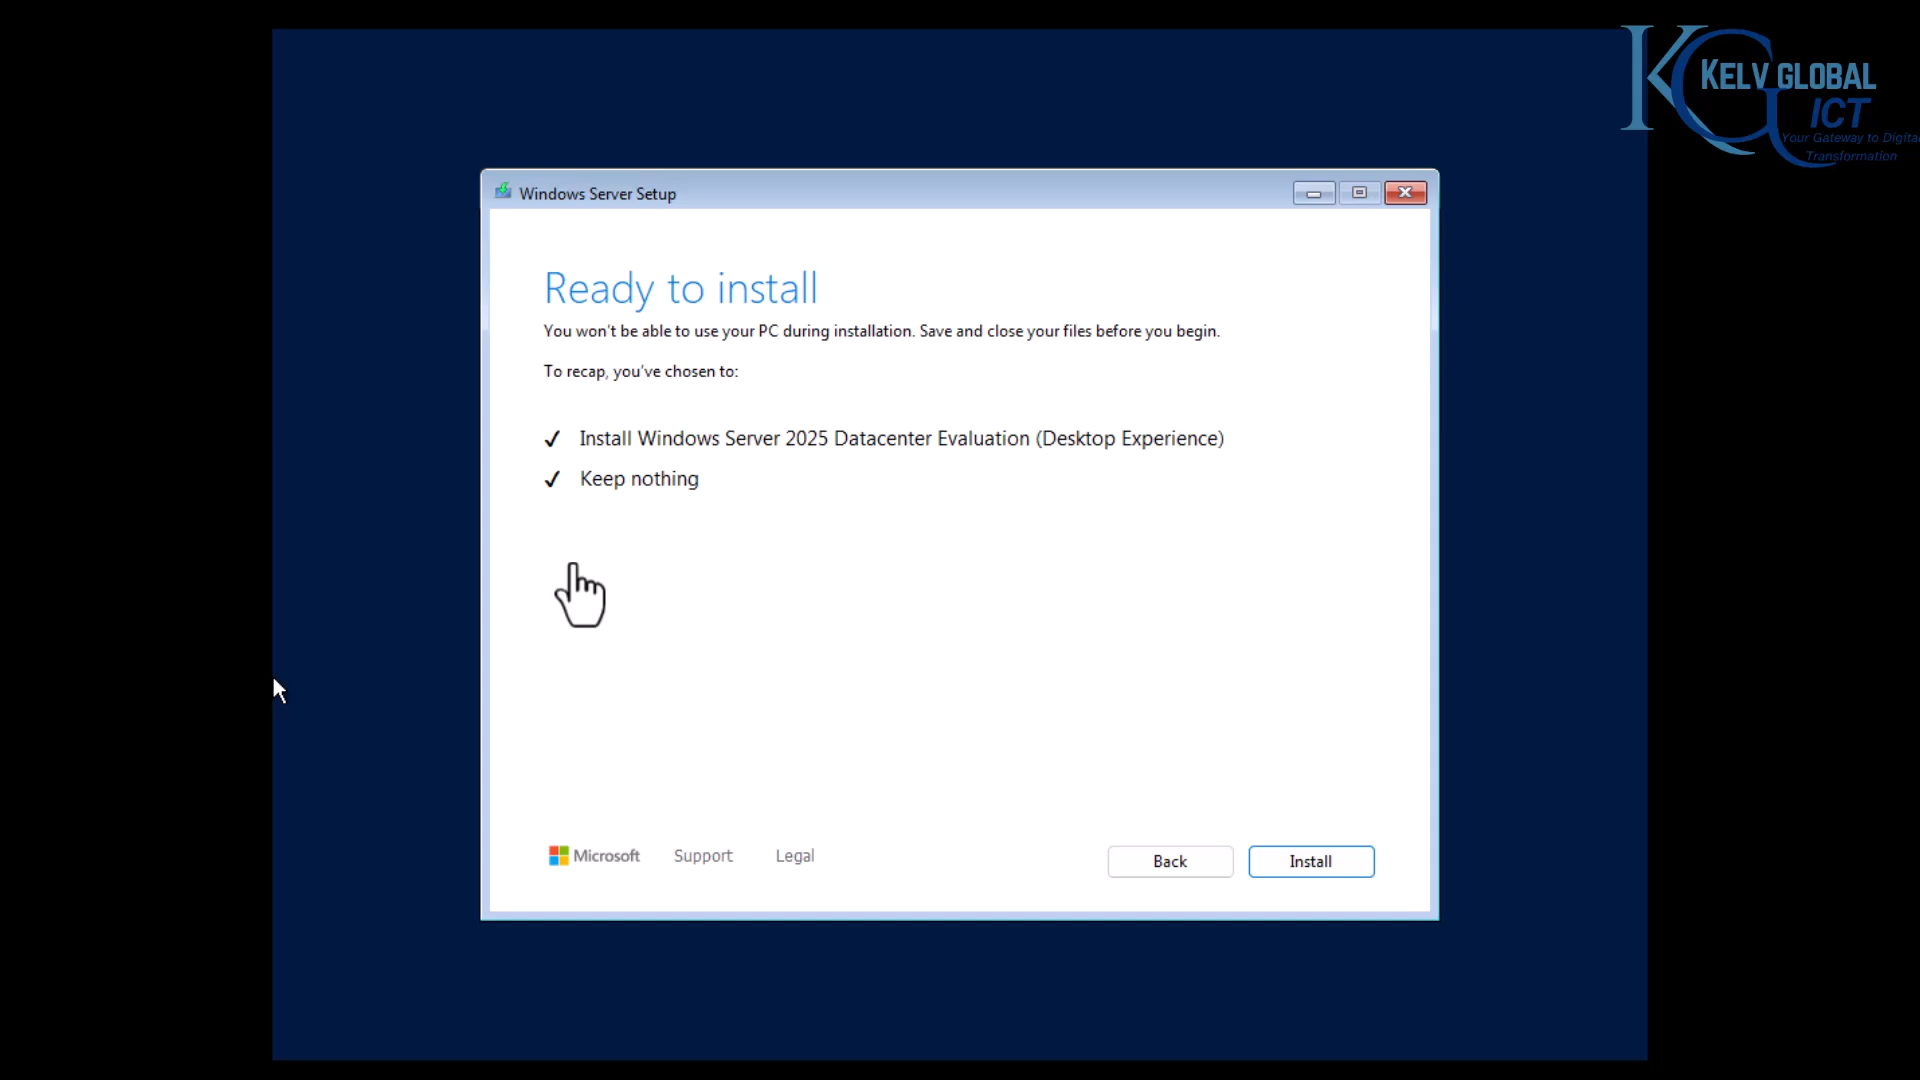 KELV GLOBAL
ICT
Your Gateway to Digital
Transformation
Windows Server Setup
Ready to install
You won't be able to use your PC during installation. Save and close your files before you begin.
To recap, you've chosen to:
Install Windows Server 2025 Datacenter Evaluation (Desktop Experience)
Keep nothing
Microsoft Support Legal
Back Install